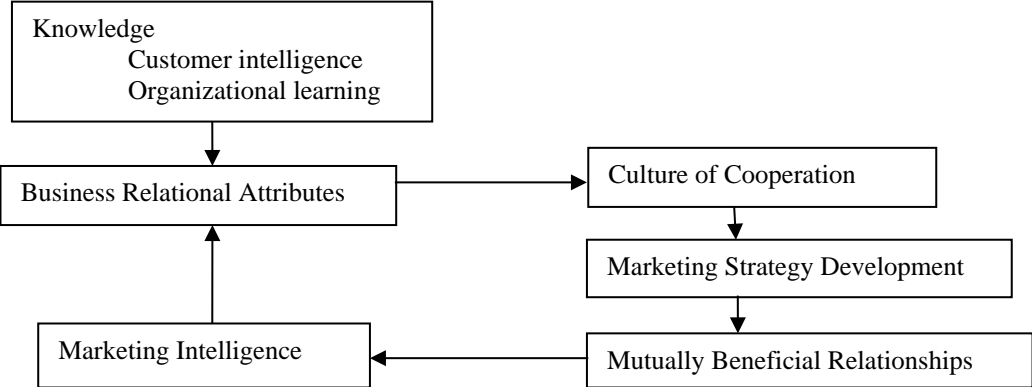 Knowledge
Customer intelligence
Organizational learning
Business Relational Attributes
Culture of Cooperation
Marketing Strategy Development
Mutually Beneficial Relationships
Marketing Intelligence